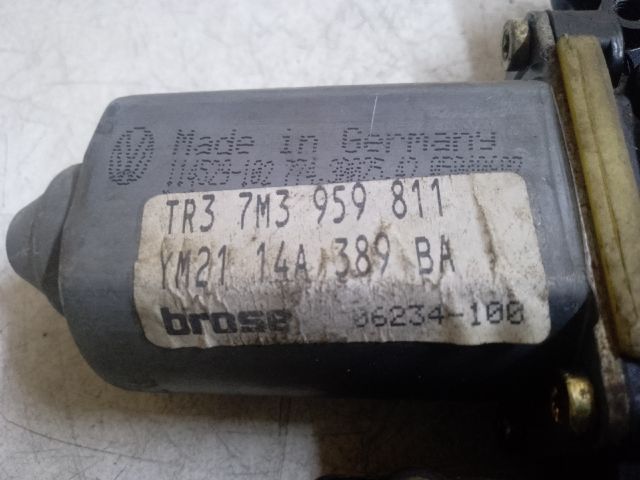 Made in Germany
TR3 7M3 959 811
YM21 14A 389 BA
brose 06234-100